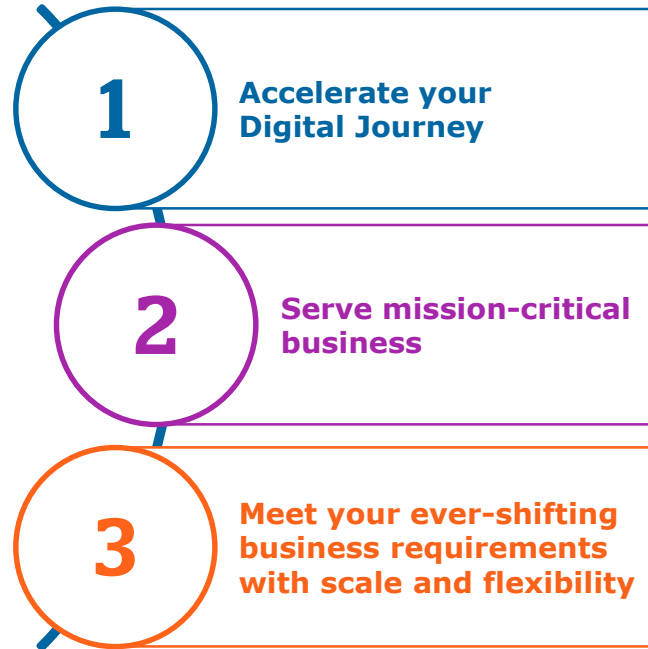 1
Accelerate your
Digital Journey
2
Serve mission-critical
business
3
Meet your ever-shifting
business requirements
with scale and flexibility